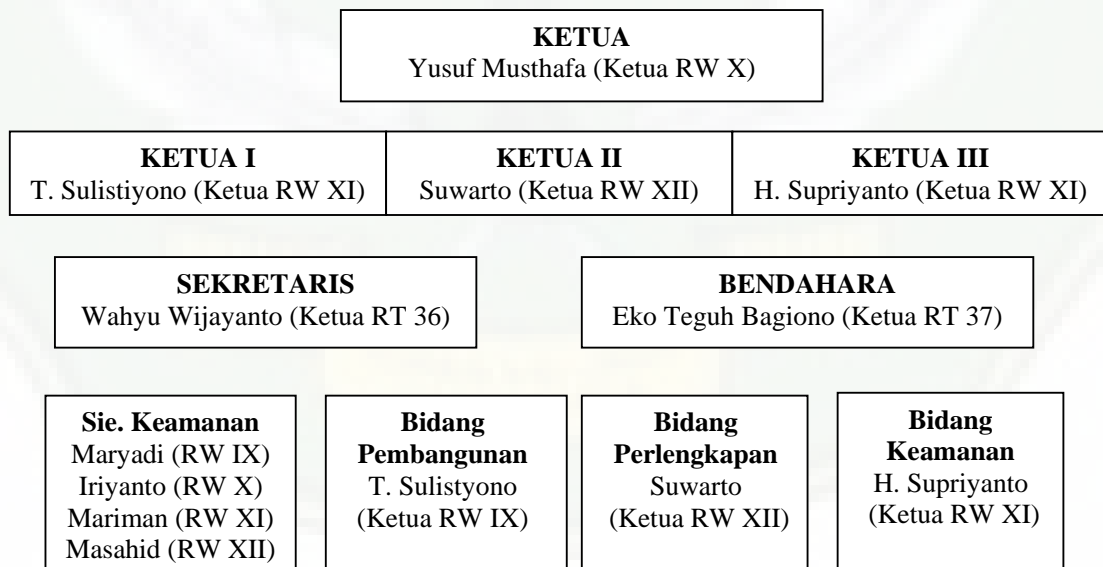 KETUA
Yusuf Musthafa (Ketua RW X)
KETUA I
T. Sulistiyono (Ketua RW XI)
KETUA II
Suwarto (Ketua RW XII)
KETUA III
H. Supriyanto (Ketua RW XI)
SEKRETARIS
Wahyu Wijayanto (Ketua RT 36)
BENDAHARA
Eko Teguh Bagiono (Ketua RT 37)
Sie. Keamanan
Maryadi (RW IX)
Iriyanto (RW X)
Mariman (RW XI)
Masahid (RW XII)
Bidang
Pembangunan
T. Sulistyono
(Ketua RW IX)
Bidang
Perlengkapan
Suwarto
(Ketua RW XII)
Bidang
Keamanan
H. Supriyanto
(Ketua RW XI)